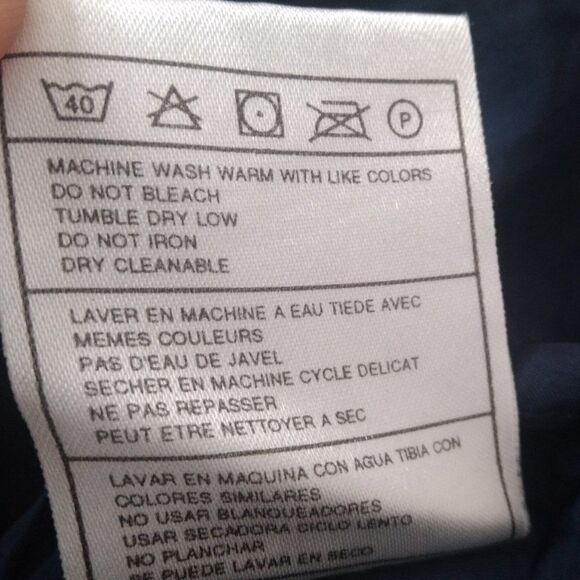 40
P
MACHINE WASH WARM WITH LIKE COLORS
DO NOT BLEACH
TUMBLE DRY LOW
DO NOT IRON
DRY CLEANABLE
LAVER EN MACHINE A EAU TIEDE AVEC
MEMES COULEURS
PAS D'EAU DE JAVEL
SECHER EN MACHINE CYCLE DELICAT
NE PAS REPASSER
PEUT ETRE NETTOYER A SEC
LAVAR EN MAQUINA CON AGUA TIBIA CON
COLORES SIMILARES
NO USAR BLANQUEADORES
USAR SECADORA CICLO LENTO
NO PLANCHAR
SE PUEDE LAVAR EN SECO